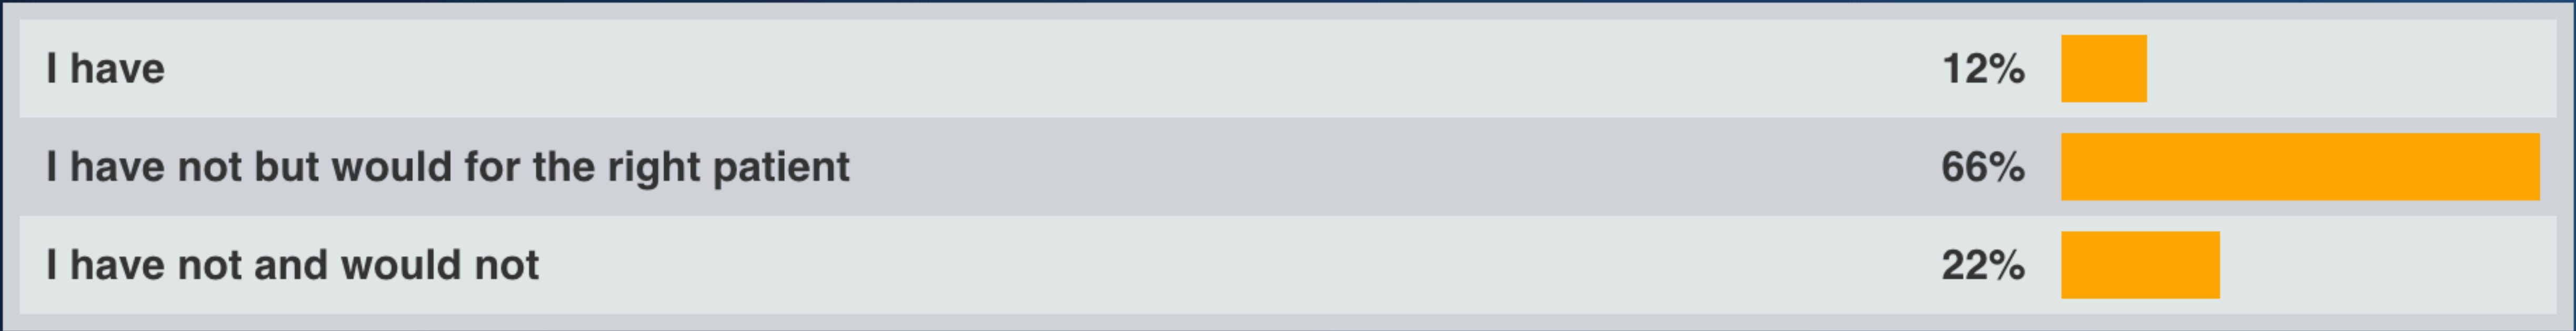 I have 12%
I have not but would for the right patient 66%
I have not and would not 22%